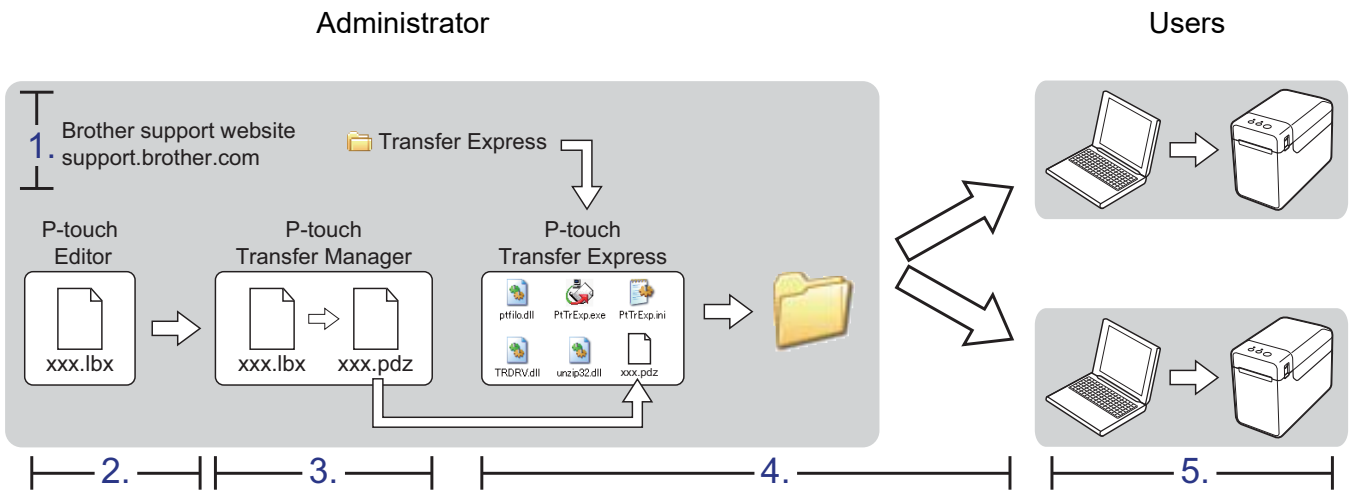 Administrator
Users
1.
Brother support website
support.brother.com
Transfer Express
P-touch
Editor
xxx.lbx
P-touch
Transfer Manager
xxx.lbx
xxx.pdz
P-touch
Transfer Express
ptfilo.dll
PtTrExp.exe
PtTrExp.ini
TRDRV.dll
unzip32.dll
xxx.pdz
2.
3.
4.
5.